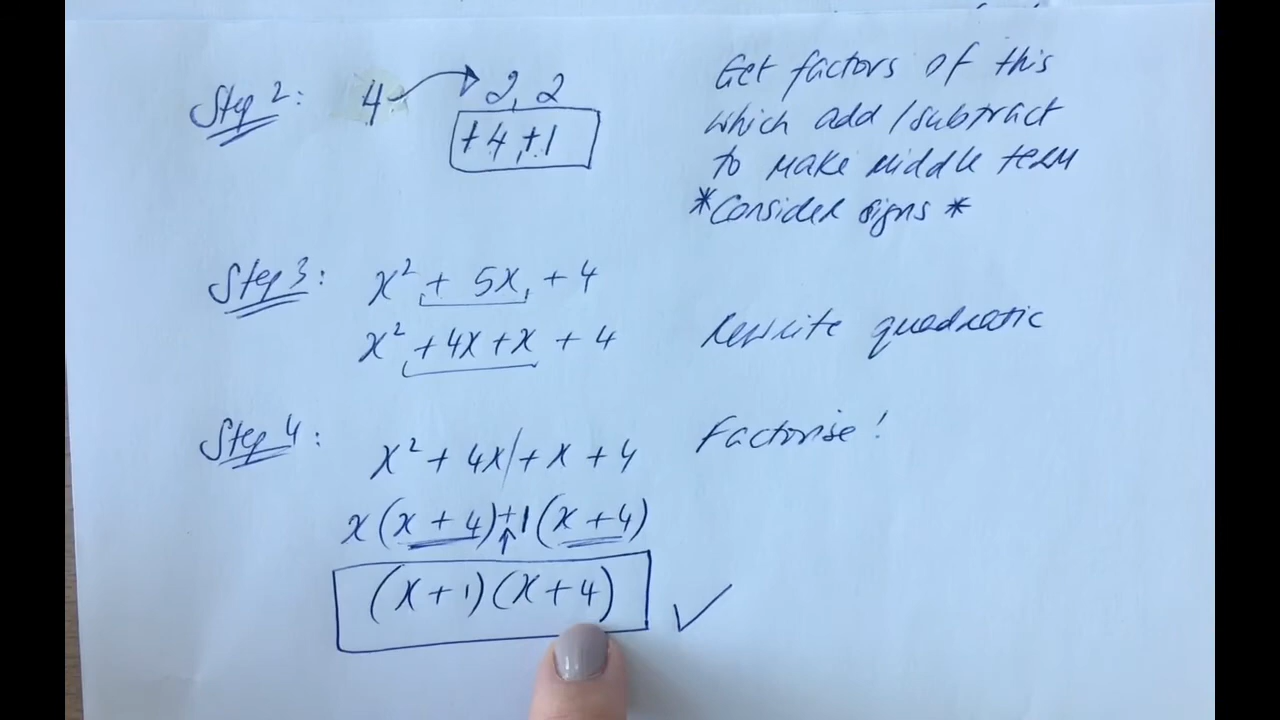 Step 2: 4 2, 2
+4, +1
Get factors of this
which add / subtract
to make middle term
*Consider signs*
Step 3: x² + 5x + 4
x² + 4x + x + 4
Rewrite quadratic
Step 4:
x² + 4x | + x + 4
Factorise!
x(x + 4) + 1(x + 4)
(x + 1)(x + 4) ✓